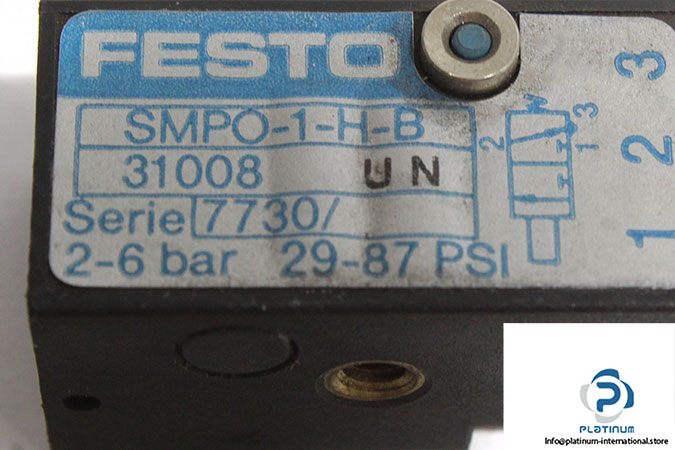 FESTO
SMPO-1-H-B
31008 UN
Serie 7730/
2-6 bar 29-87 PSI
2
3
1
1 2 3
PLATINUM
Info@platinum-international.store